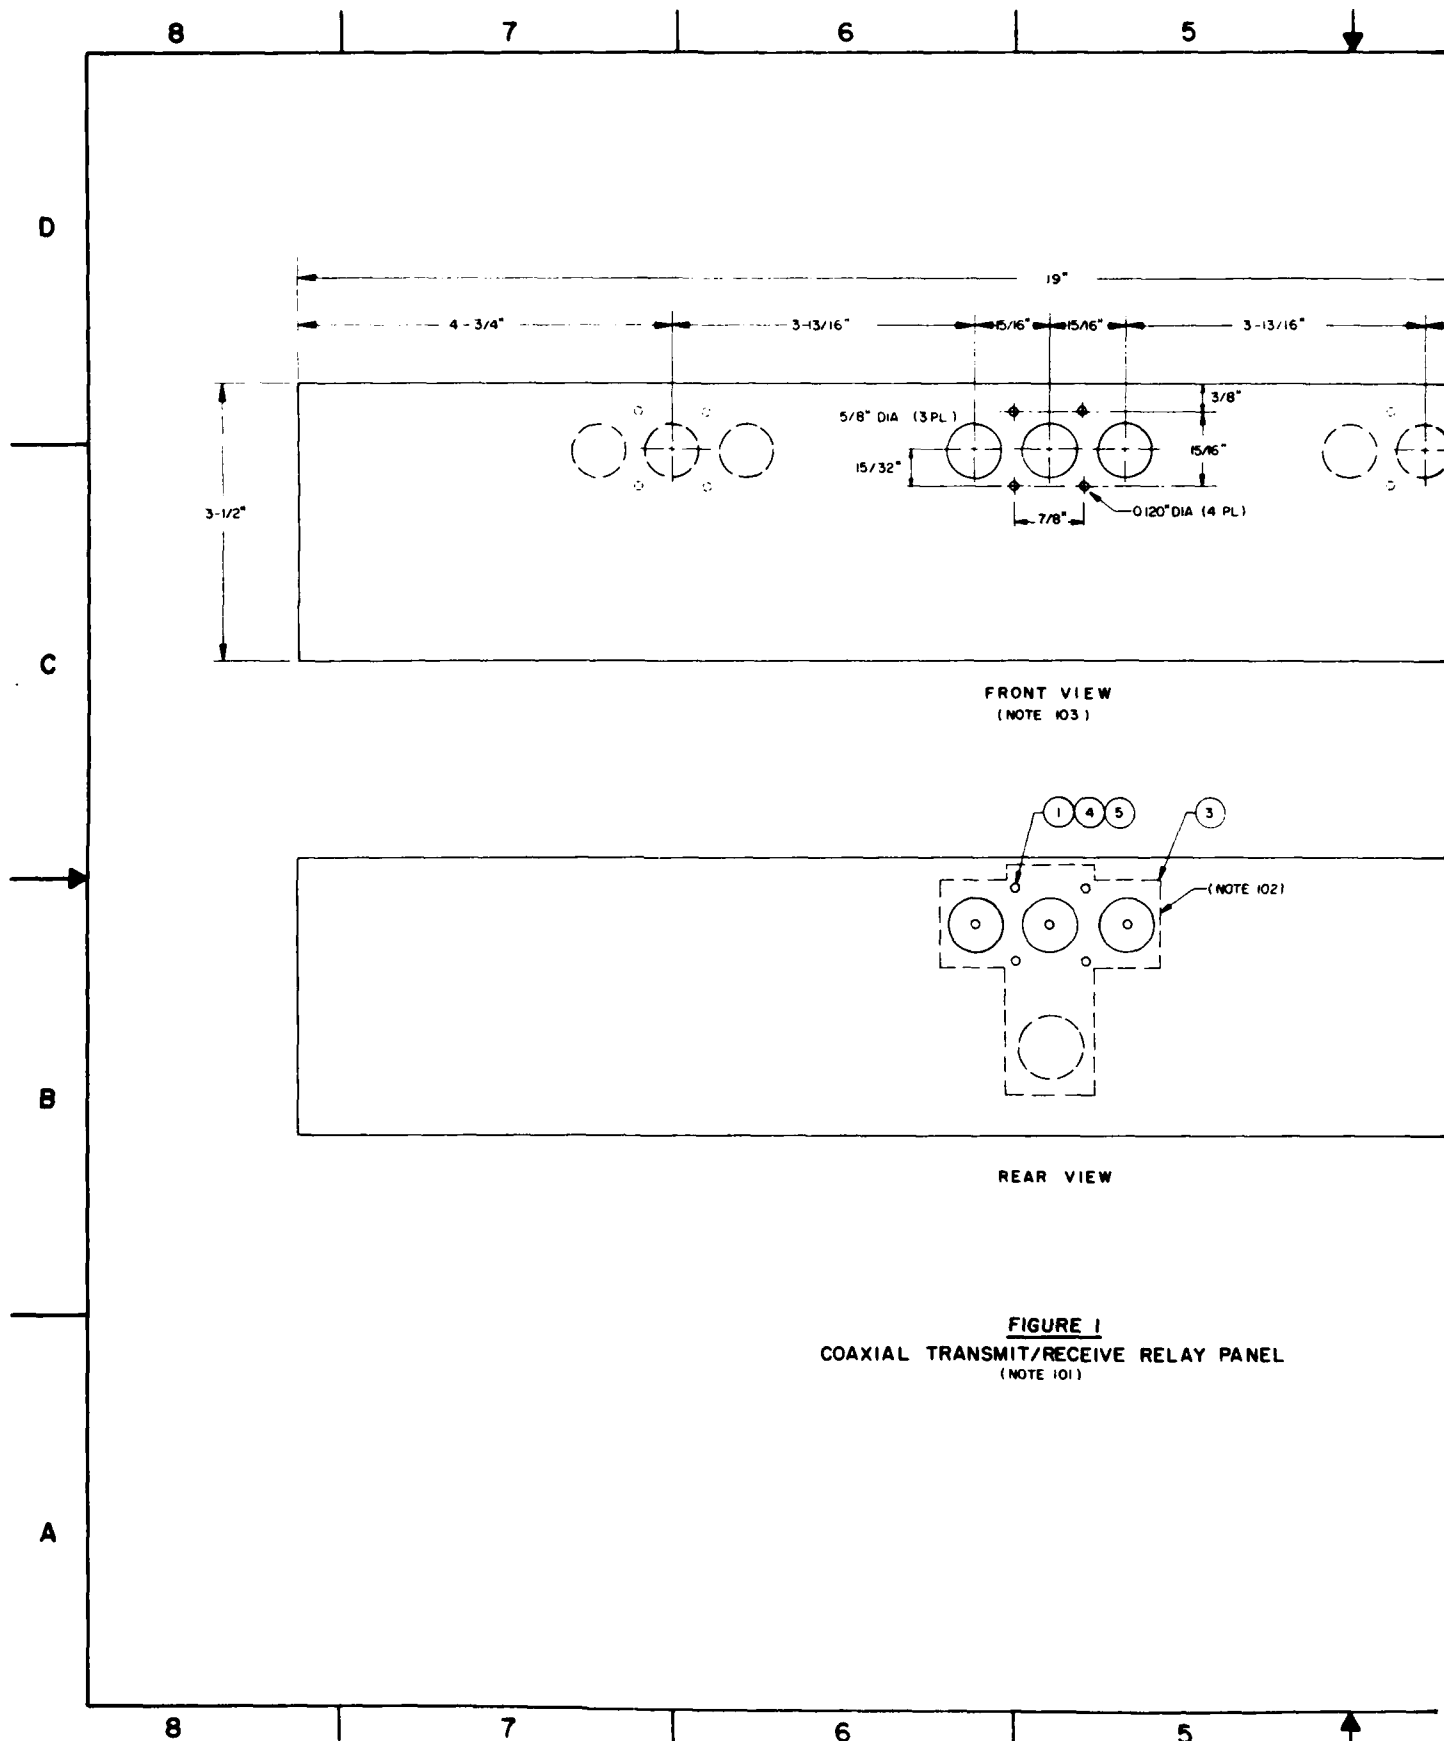 8 7 6 5
D
19"
4-3/4" 3-13/16" 15/16" 15/16" 3-13/16"
3/8"
5/8" DIA (3 PL)
15/32" 15/16"
3-1/2"
7/8" 0.120" DIA (4 PL)
C
FRONT VIEW
(NOTE 103)
1 4 5 3
(NOTE 102)
B
REAR VIEW
FIGURE 1
COAXIAL TRANSMIT/RECEIVE RELAY PANEL
(NOTE 101)
A
8 7 6 5